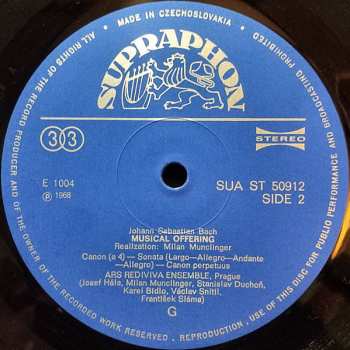 MADE IN CZECHOSLOVAKIA
ALL RIGHTS OF THE RECORD PRODUCER AND OF THE OWNER OF THE WORK RESERVED . REPRODUCTION . USE OF THIS DISC FOR PUBLIC PERFORMANCE AND BROADCASTING PROHIBITED
SUPRAPHON
33
STEREO
E 1004
℗ 1968
SUA ST 50912
SIDE 2
Johann Sebastian Bach
MUSICAL OFFERING
Realization: Milan Munclinger
Canon (a 4) — Sonata (Largo—Allegro—Andante
—Allegro) — Canon perpetuus
ARS REDIVIVA ENSEMBLE, Prague
(Josef Hála, Milan Munclinger, Stanislav Duchoň,
Karel Bidlo, Václav Snítil,
František Sláma)
G